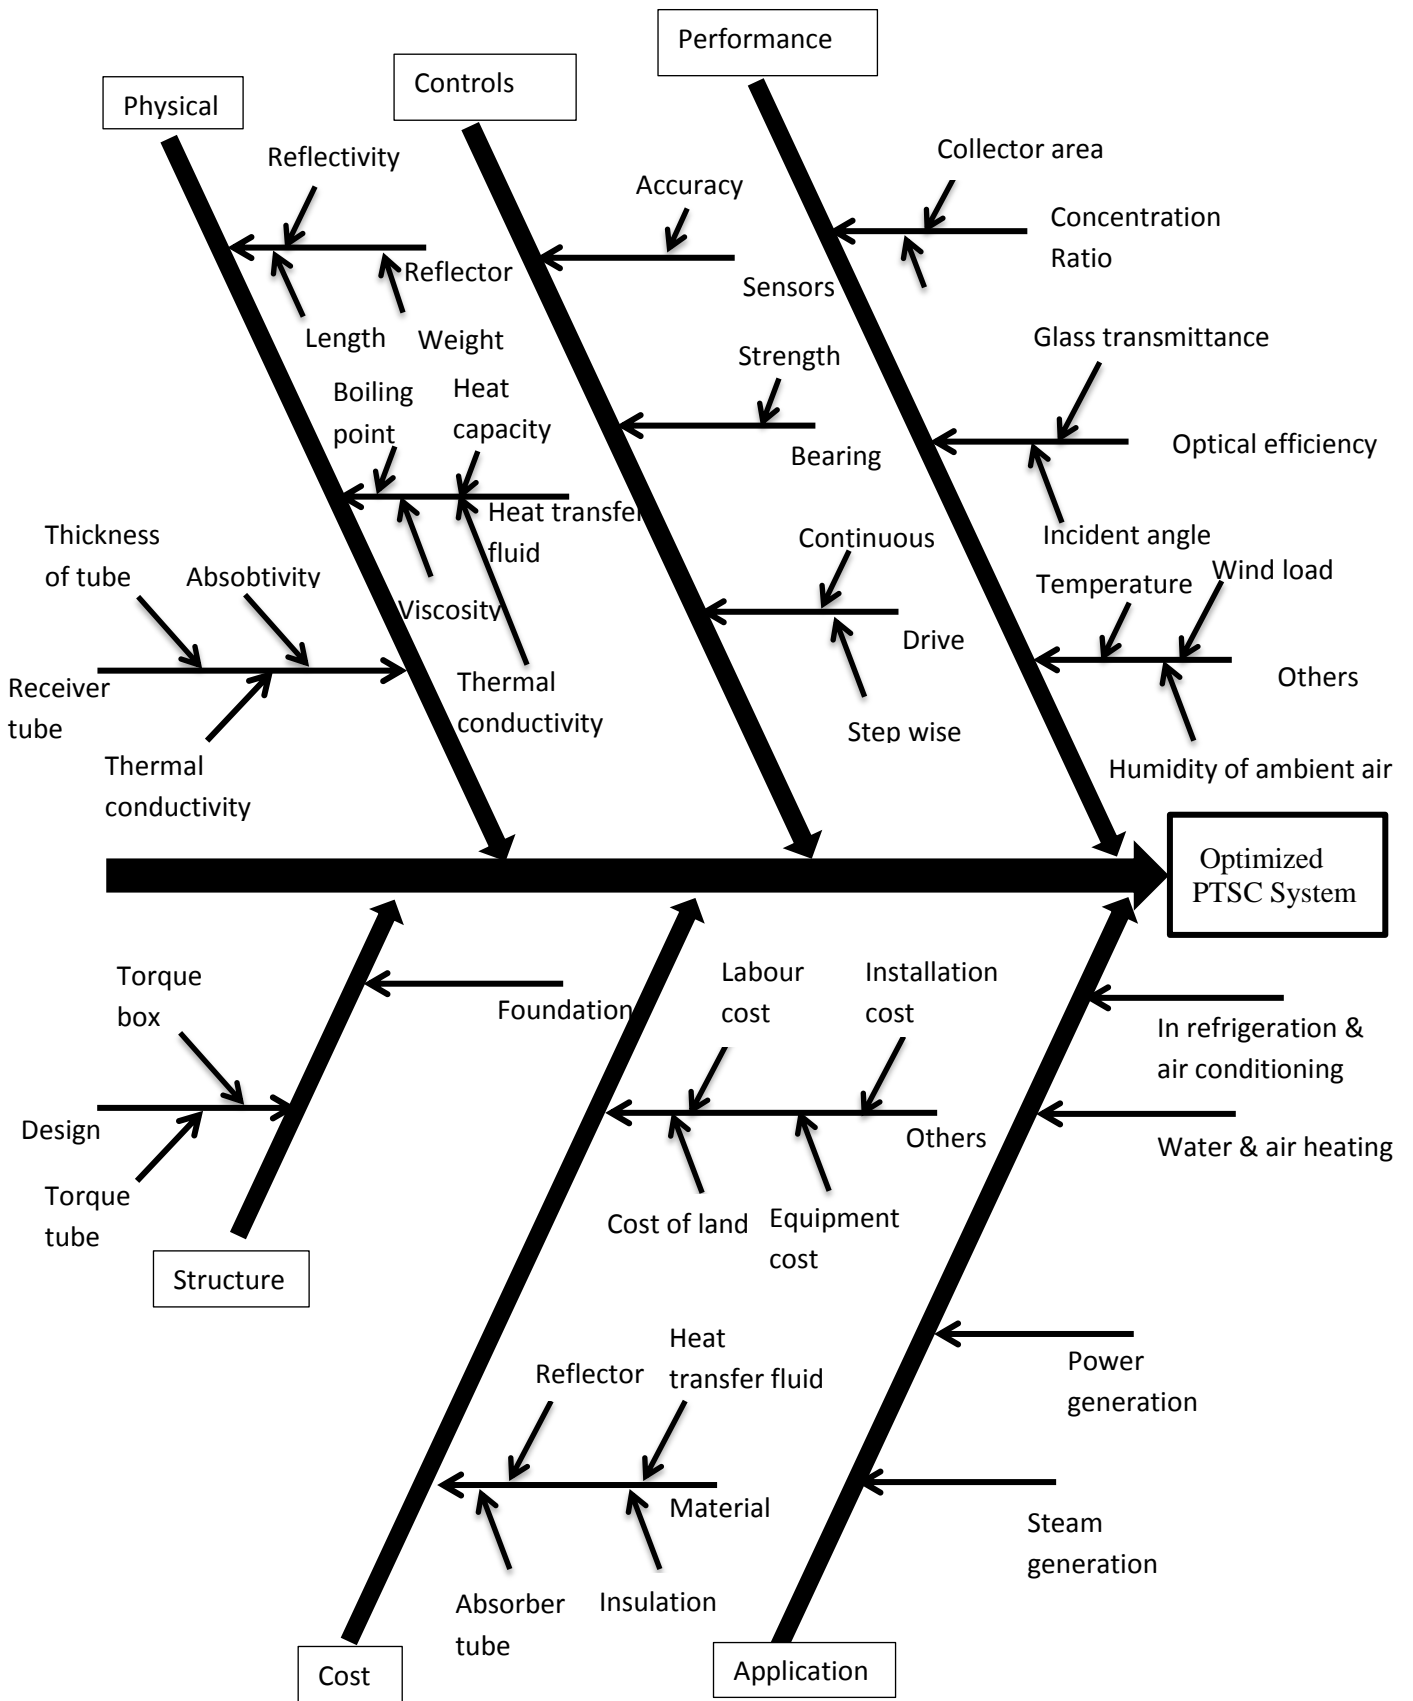 Performance
Controls
Physical
Collector area
Reflectivity
Accuracy
Concentration
Ratio
Reflector
Sensors
Length
Weight
Glass transmittance
Strength
Boiling
point
Heat
capacity
Optical efficiency
Bearing
Heat transfer
fluid
Thickness
of tube
Absobtivity
Continuous
Incident angle
Temperature
Wind load
Viscosity
Drive
Receiver
tube
Thermal
conductivity
Others
Step wise
Thermal
conductivity
Humidity of ambient air
Optimized
PTSC System
Torque
box
Foundation
Labour
cost
Installation
cost
In refrigeration &
air conditioning
Design
Others
Water & air heating
Torque
tube
Cost of land
Equipment
cost
Structure
Reflector
Heat
transfer fluid
Power
generation
Material
Steam
generation
Absorber
tube
Insulation
Cost
Application